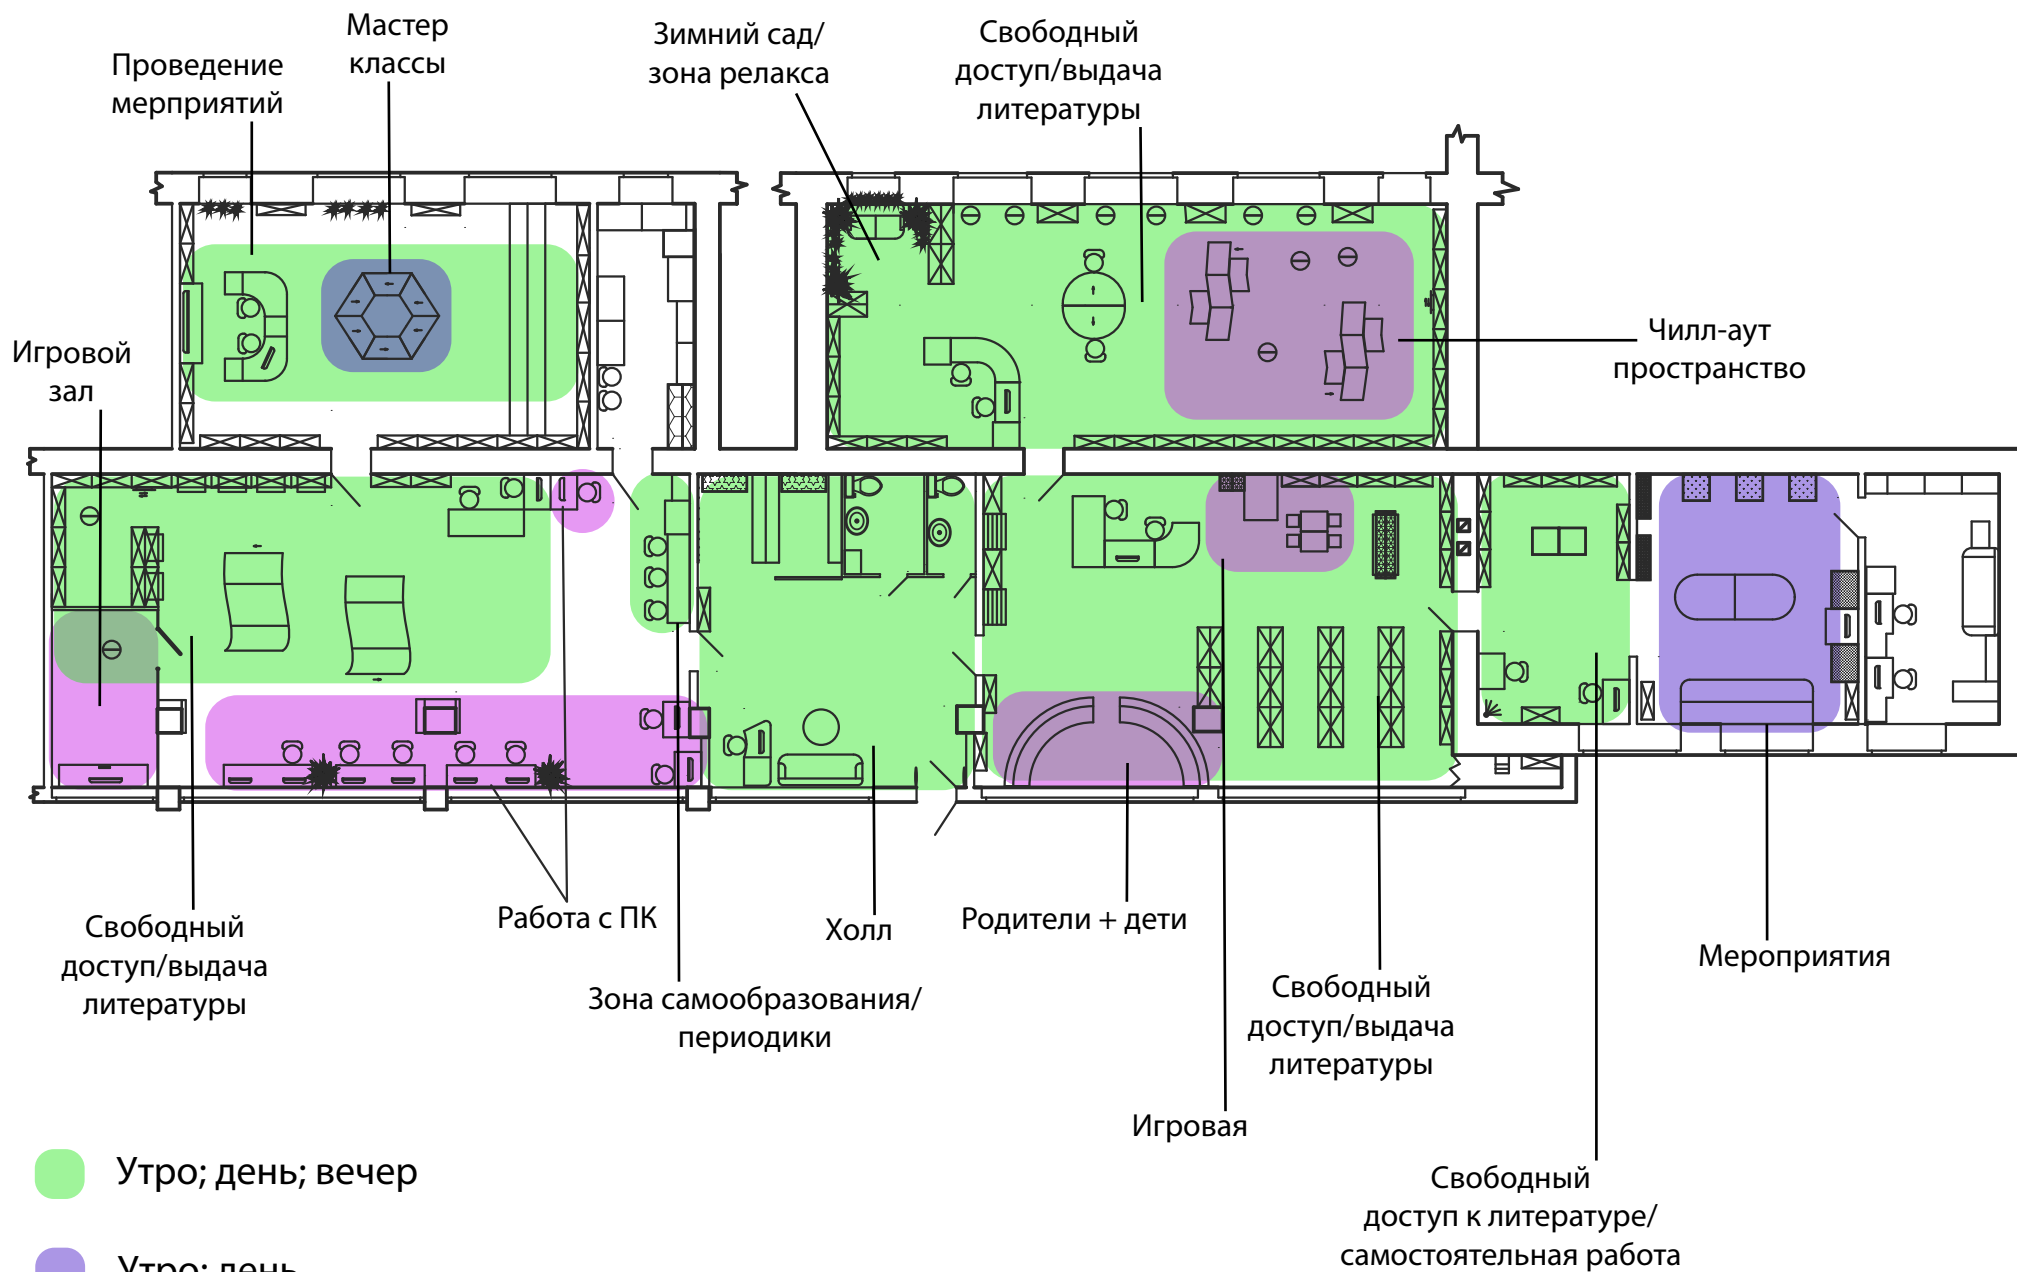 Мастер
классы
Проведение
мерприятий
Зимний сад/
зона релакса
Свободный
доступ/выдача
литературы
Игровой
зал
Чилл-аут
пространство
Свободный
доступ/выдача
литературы
Работа с ПК
Зона самообразования/
периодики
Холл
Родители + дети
Игровая
Свободный
доступ/выдача
литературы
Свободный
доступ к литературе/
самостоятельная работа
Мероприятия
Утро; день; вечер
Утро; день